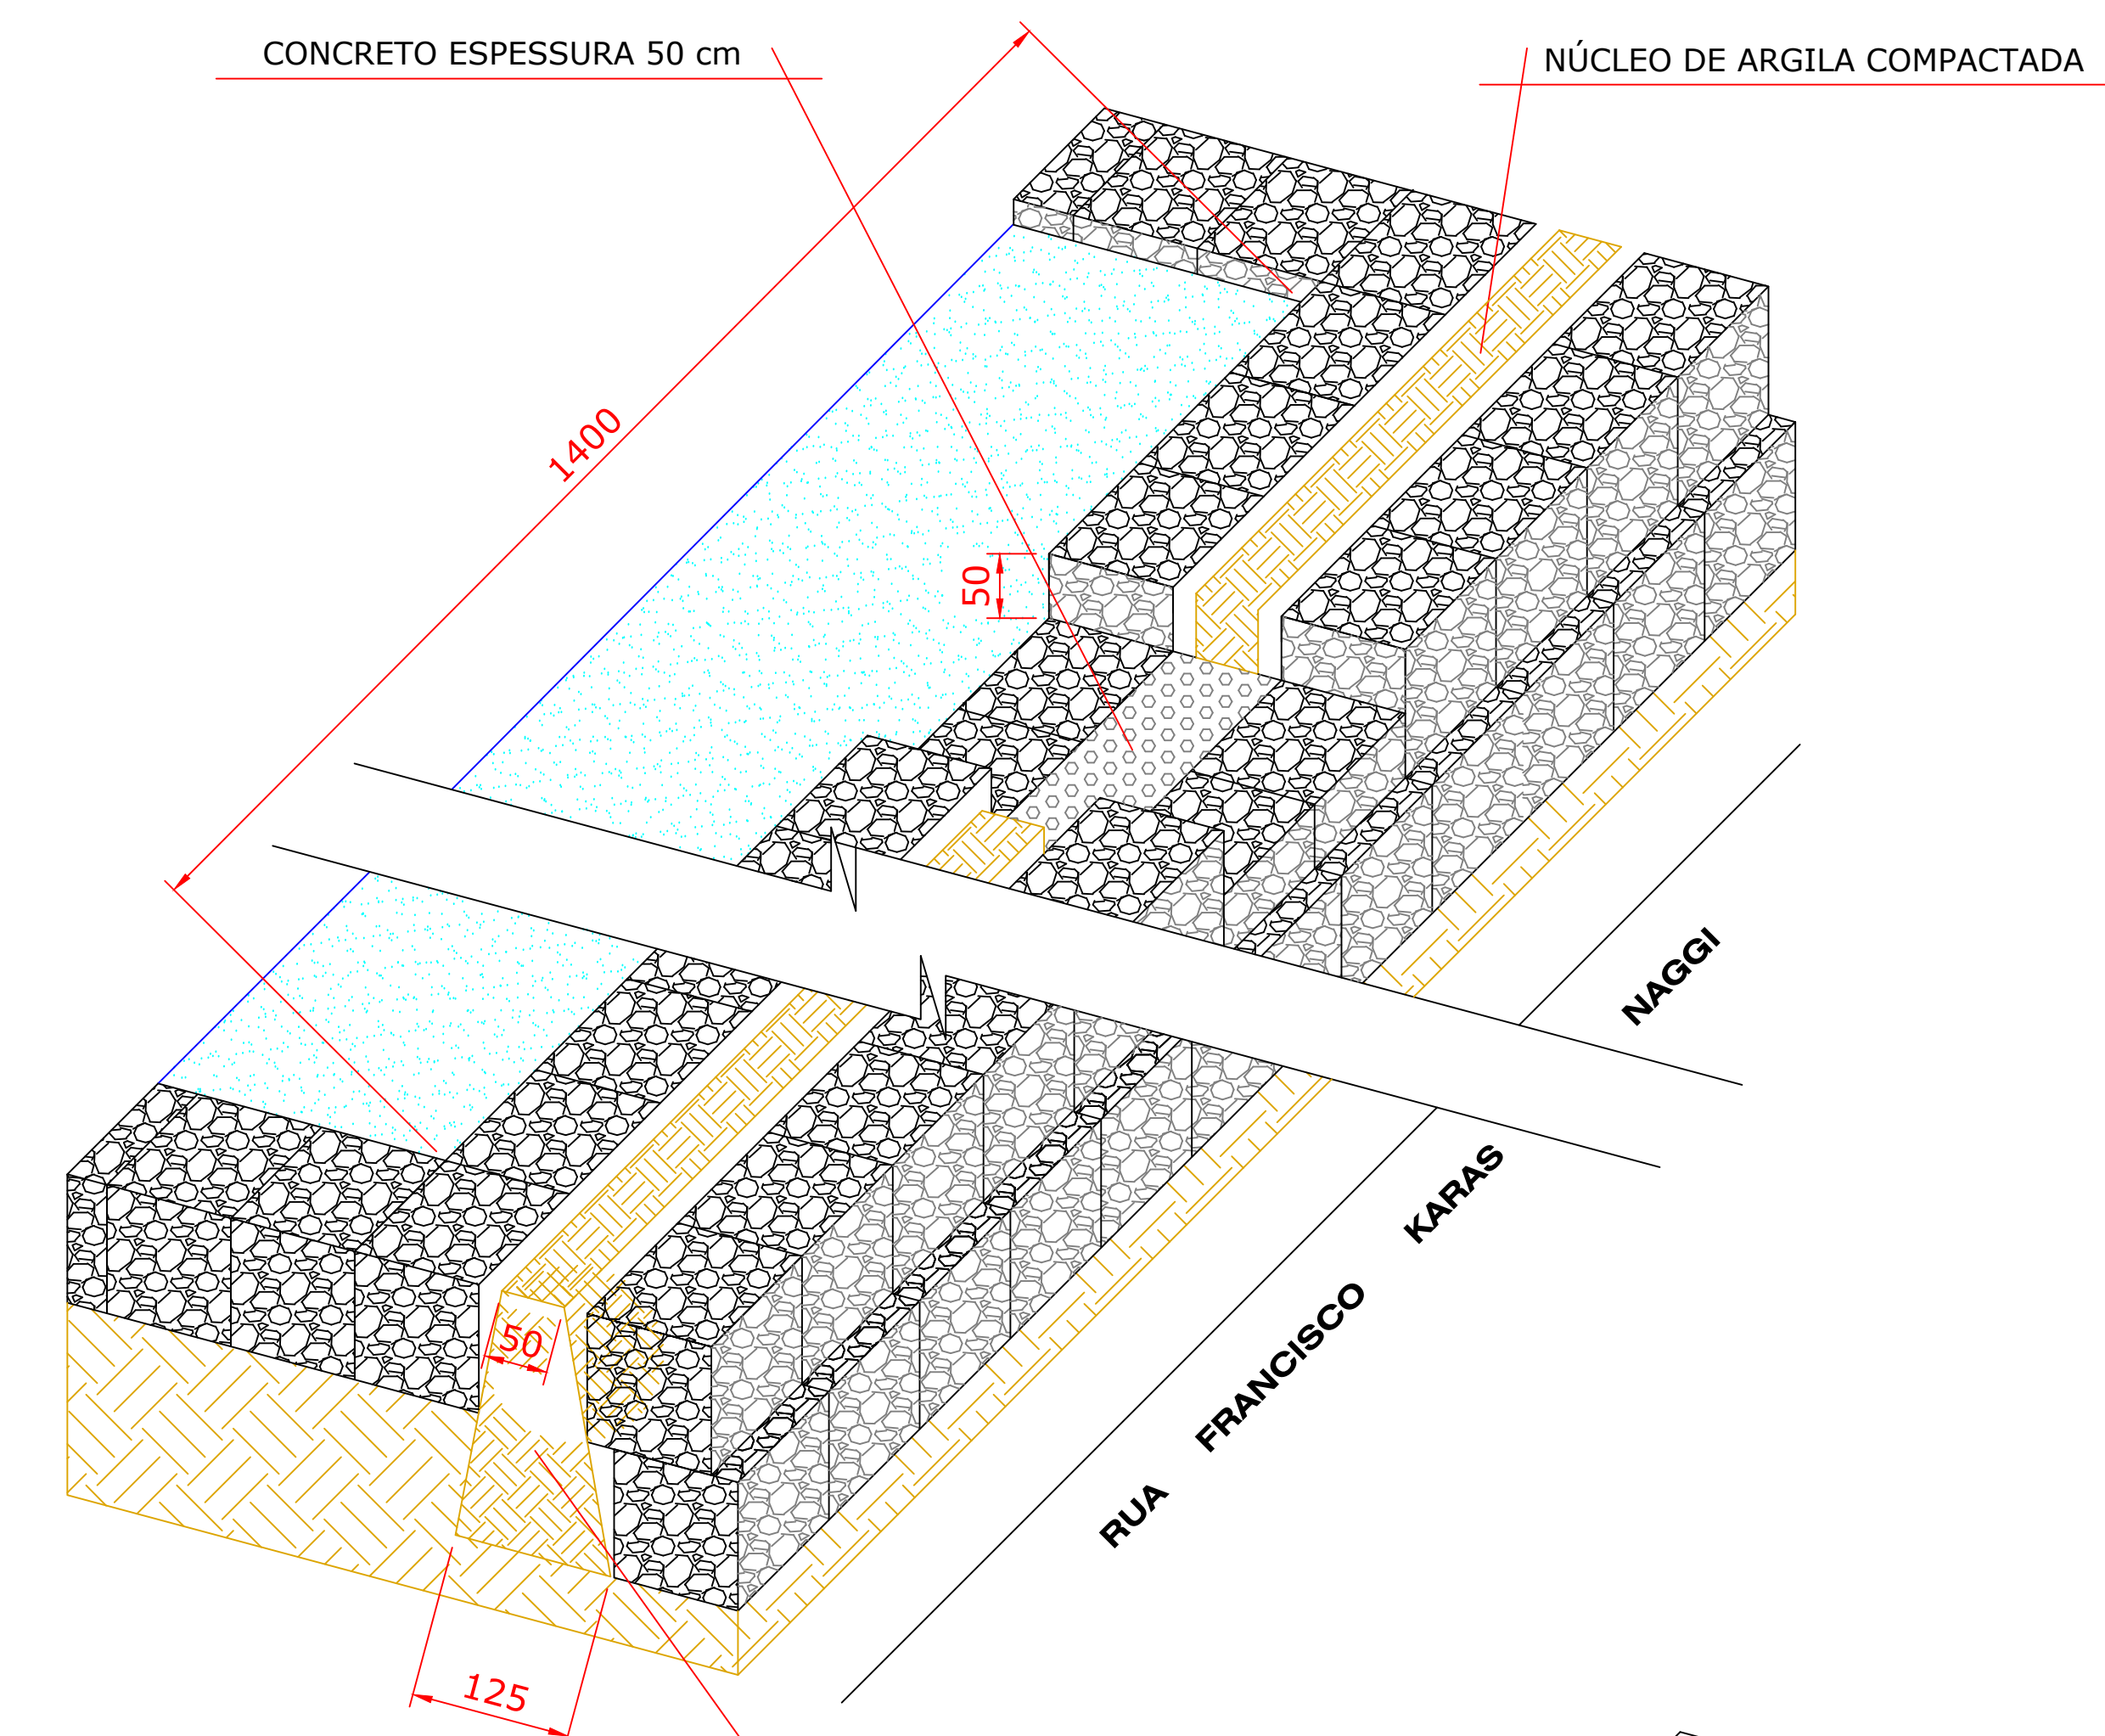 CONCRETO ESPESSURA 50 cm
NÚCLEO DE ARGILA COMPACTADA
1400
50
50
125
RUA FRANCISCO KARAS NAGGI